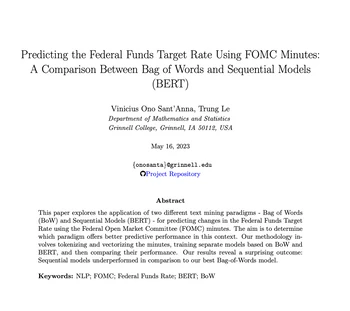 Predicting the Federal Funds Target Rate Using FOMC Minutes:
A Comparison Between Bag of Words and Sequential Models
(BERT)
Vinicius Ono Sant'Anna, Trung Le
Department of Mathematics and Statistics
Grinnell College, Grinnell, IA 50112, USA
May 16, 2023
{onosanta}@grinnell.edu
Project Repository
Abstract
This paper explores the application of two different text mining paradigms - Bag of Words
(BoW) and Sequential Models (BERT) - for predicting changes in the Federal Funds Target
Rate using the Federal Open Market Committee (FOMC) minutes. The aim is to determine
which paradigm offers better predictive performance in this context. Our methodology in-
volves tokenizing and vectorizing the minutes, training separate models based on BoW and
BERT, and then comparing their performance. Our results reveal a surprising outcome:
Sequential models underperformed in comparison to our best Bag-of-Words model.
Keywords: NLP; FOMC; Federal Funds Rate; BERT; BoW